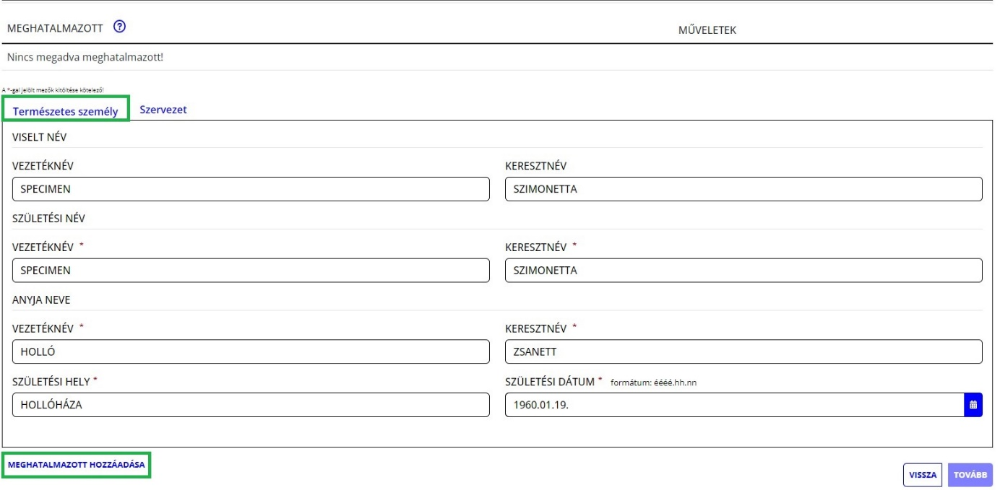 MEGHATALMAZOTT ?
MŰVELETEK
Nincs megadva meghatalmazott!
A *-gal jelölt mezők kitöltése kötelező!
Természetes személy Szervezet
VISELT NÉV
VEZETÉKNÉV KERESZTNÉV
SPECIMEN SZIMONETTA
SZÜLETÉSI NÉV
VEZETÉKNÉV * KERESZTNÉV *
SPECIMEN SZIMONETTA
ANYJA NEVE
VEZETÉKNÉV * KERESZTNÉV *
HOLLÓ ZSANETT
SZÜLETÉSI HELY * SZÜLETÉSI DÁTUM * formátum: éééé.hh.nn
HOLLÓHÁZA 1960.01.19.
MEGHATALMAZOTT HOZZÁADÁSA
VISSZA TOVÁBB